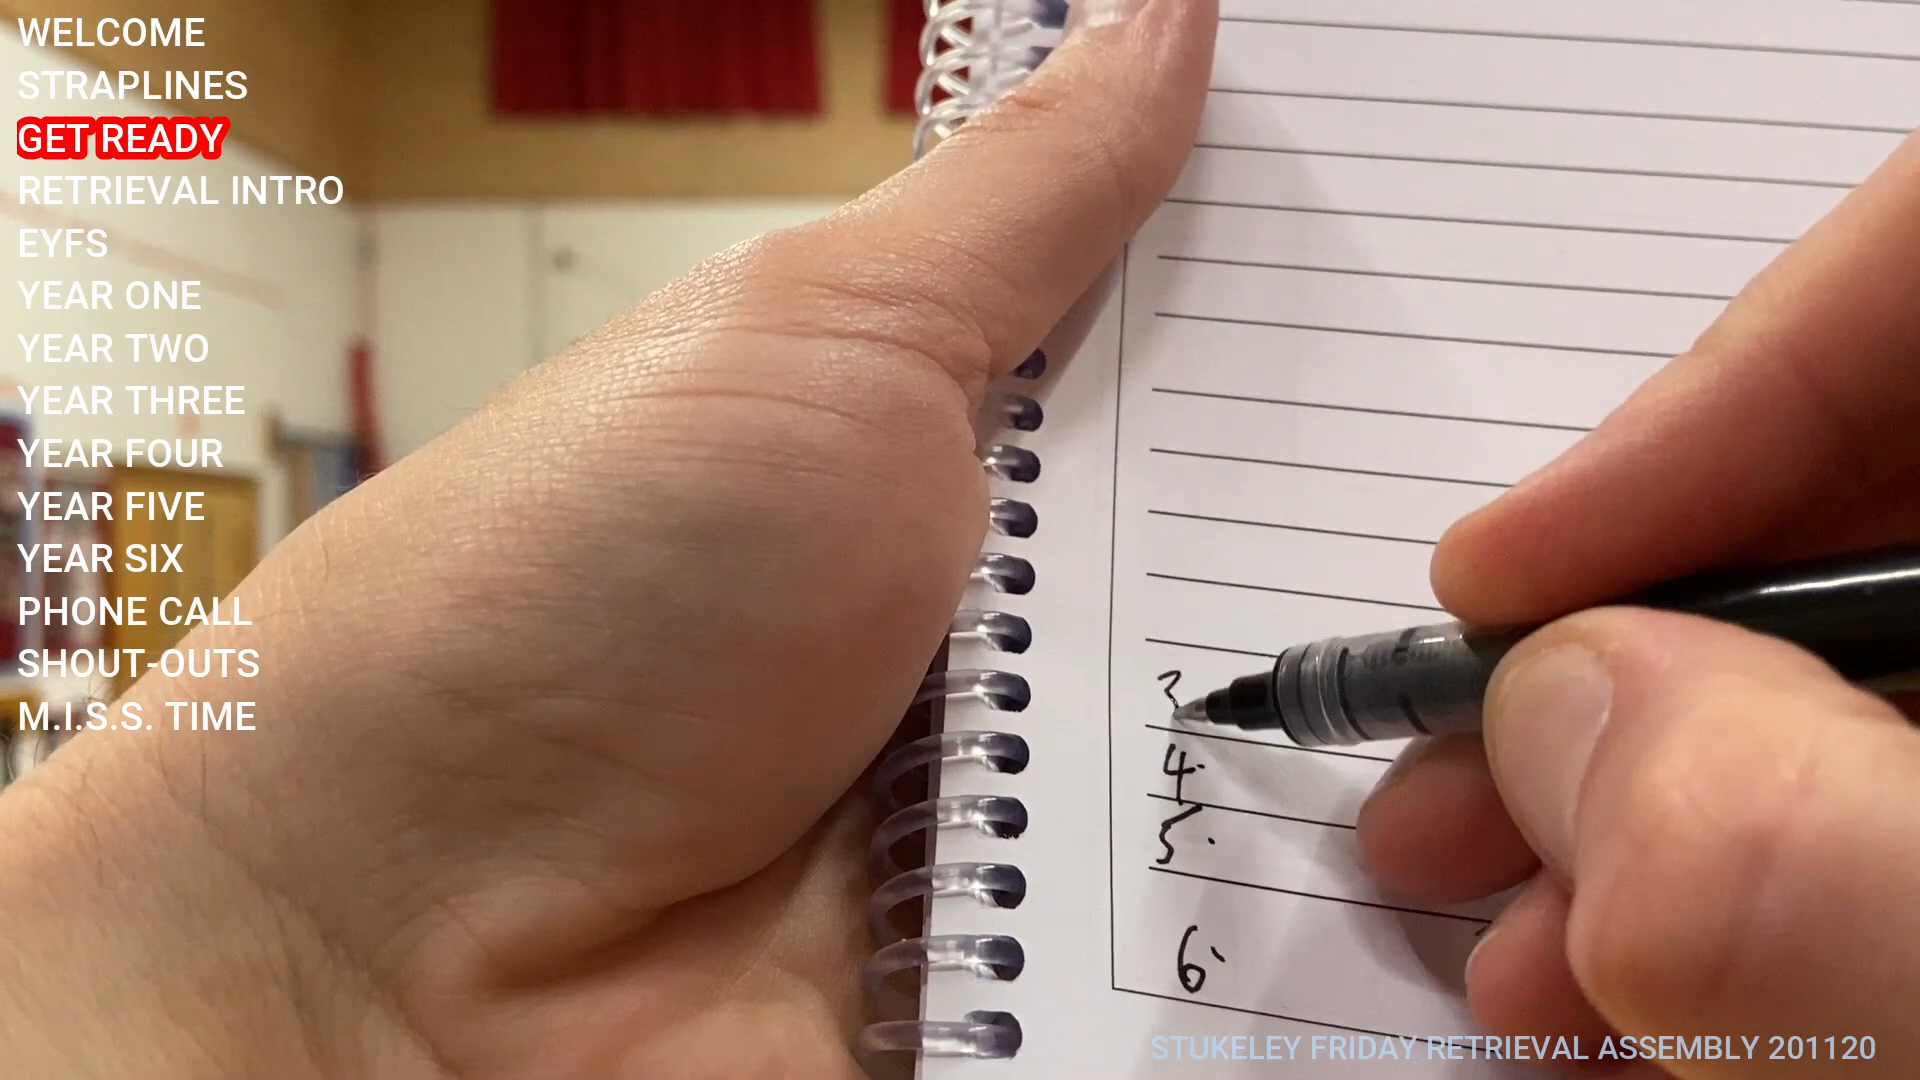 WELCOME
STRAPLINES
GET READY
RETRIEVAL INTRO
EYFS
YEAR ONE
YEAR TWO
YEAR THREE
YEAR FOUR
YEAR FIVE
YEAR SIX
PHONE CALL
SHOUT-OUTS
M.I.S.S. TIME
3
4.
5.
6.
STUKELEY FRIDAY RETRIEVAL ASSEMBLY 201120